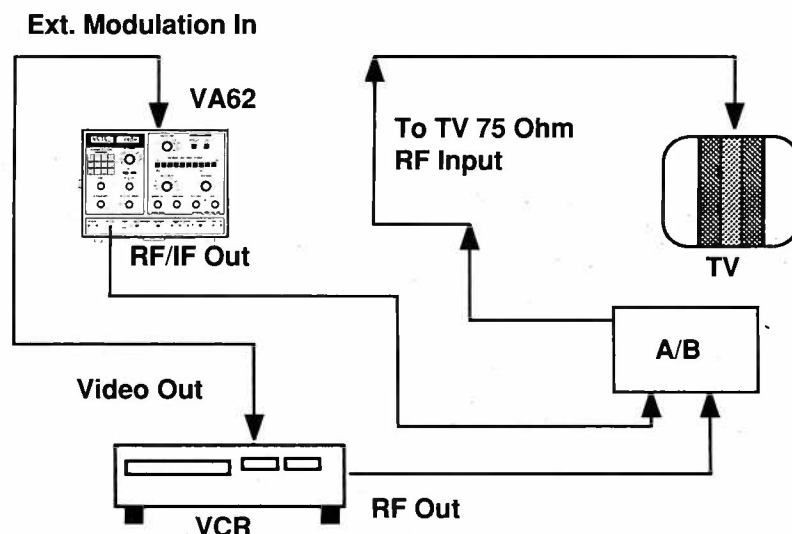 Ext. Modulation In
VA62
To TV 75 Ohm
RF Input
RF/IF Out
TV
A/B
Video Out
RF Out
VCR